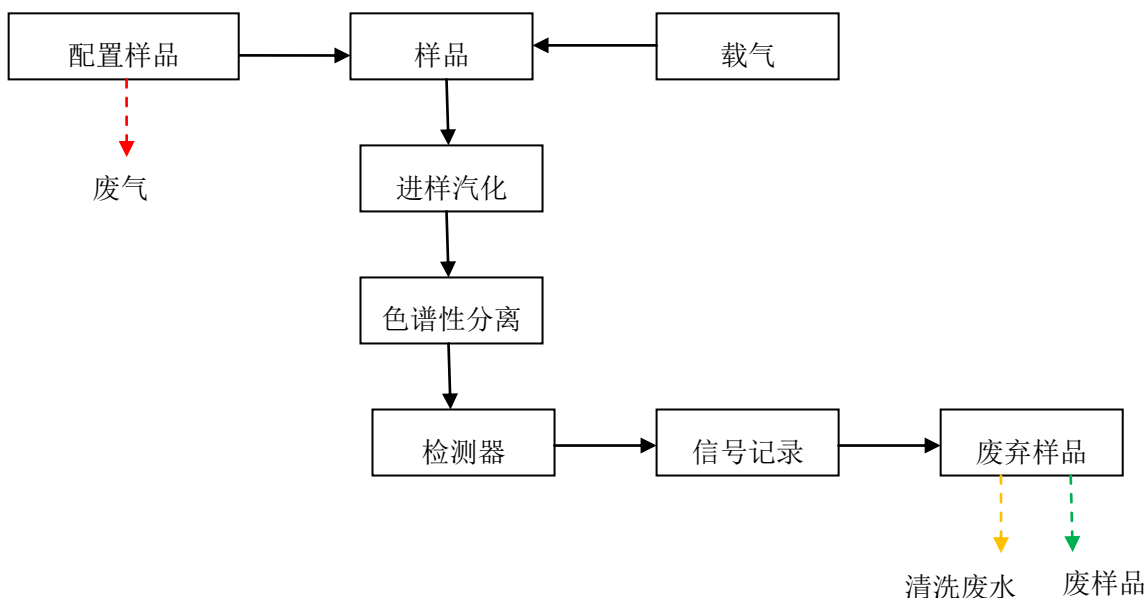 配置样品
样品
载气
废气
进样汽化
色谱性分离
检测器
信号记录
废弃样品
清洗废水
废样品